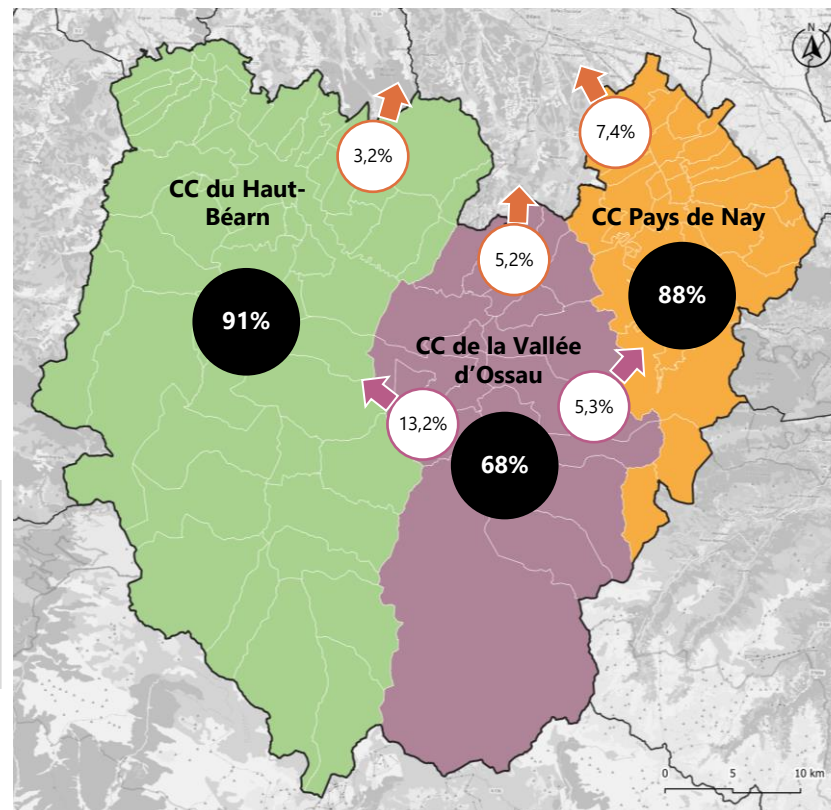 N
3,2%
7,4%
CC du Haut-
Béarn
CC Pays de Nay
5,2%
91%
88%
CC de la Vallée
d’Ossau
13,2%
5,3%
68%
0 5 10 km